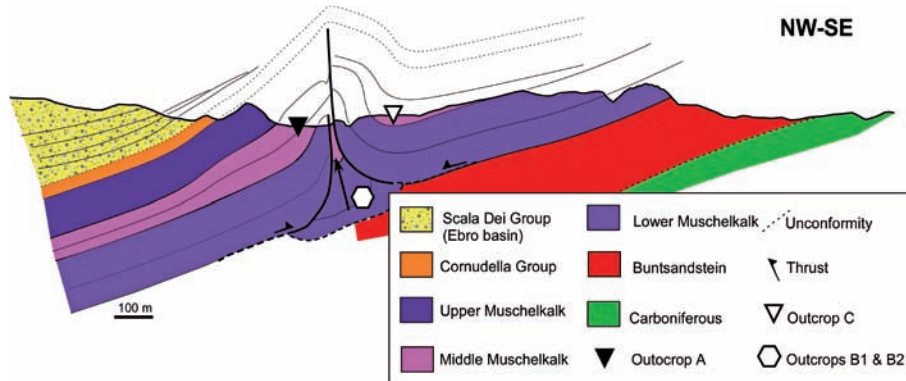 NW-SE
100 m
Scala Dei Group
(Ebro basin)
Cornudella Group
Upper Muschelkalk
Middle Muschelkalk
Lower Muschelkalk
Buntsandstein
Carboniferous
Outocrop A
Unconformity
Thrust
Outcrop C
Outcrops B1 & B2